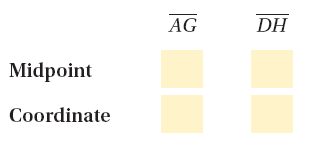 AG DH
Midpoint
Coordinate